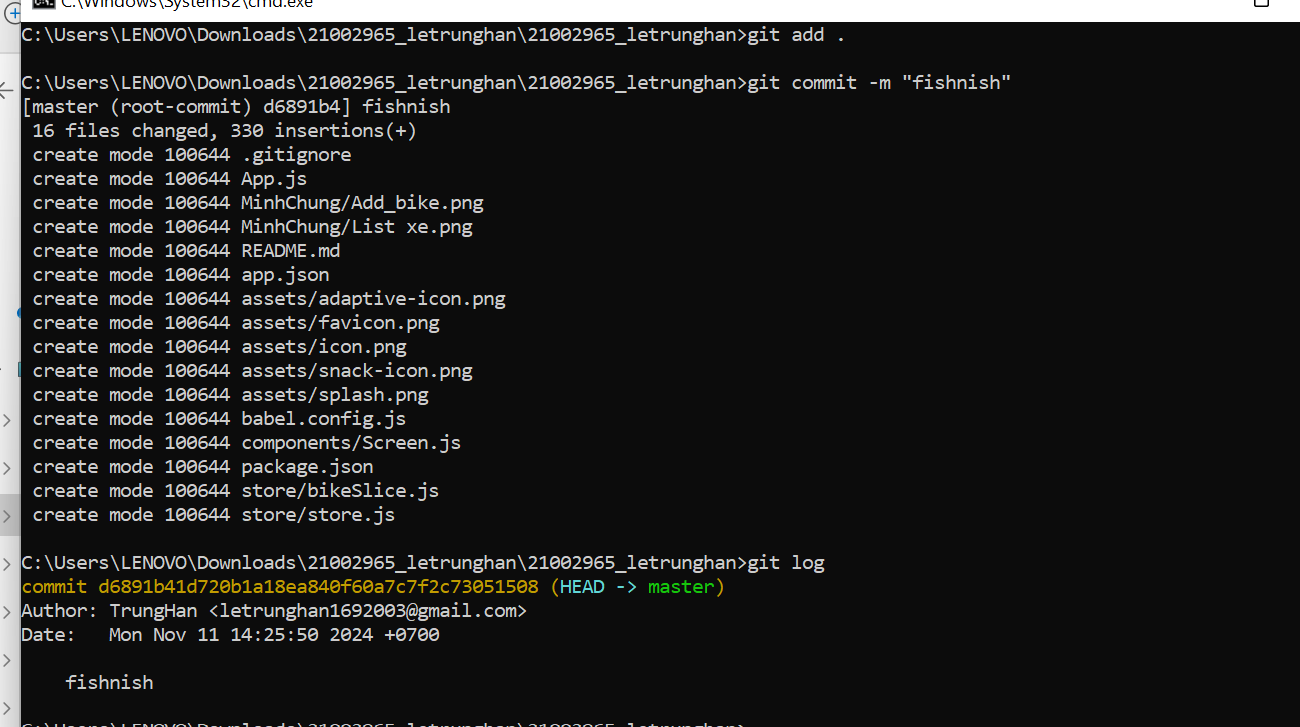 C:\Windows\System32\cmd.exe
C:\Users\LENOVO\Downloads\21002965_letrunghan\21002965_letrunghan>git add .
C:\Users\LENOVO\Downloads\21002965_letrunghan\21002965_letrunghan>git commit -m "fishnish"
[master (root-commit) d6891b4] fishnish
 16 files changed, 330 insertions(+)
 create mode 100644 .gitignore
 create mode 100644 App.js
 create mode 100644 MinhChung/Add_bike.png
 create mode 100644 MinhChung/List xe.png
 create mode 100644 README.md
 create mode 100644 app.json
 create mode 100644 assets/adaptive-icon.png
 create mode 100644 assets/favicon.png
 create mode 100644 assets/icon.png
 create mode 100644 assets/snack-icon.png
 create mode 100644 assets/splash.png
 create mode 100644 babel.config.js
 create mode 100644 components/Screen.js
 create mode 100644 package.json
 create mode 100644 store/bikeSlice.js
 create mode 100644 store/store.js
C:\Users\LENOVO\Downloads\21002965_letrunghan\21002965_letrunghan>git log
commit d6891b41d720b1a18ea840f60a7c7f2c73051508 (HEAD -> master)
Author: TrungHan <letrunghan1692003@gmail.com>
Date:   Mon Nov 11 14:25:50 2024 +0700
    fishnish
C:\Users\LENOVO\Downloads\21002965_letrunghan\21002965_letrunghan>